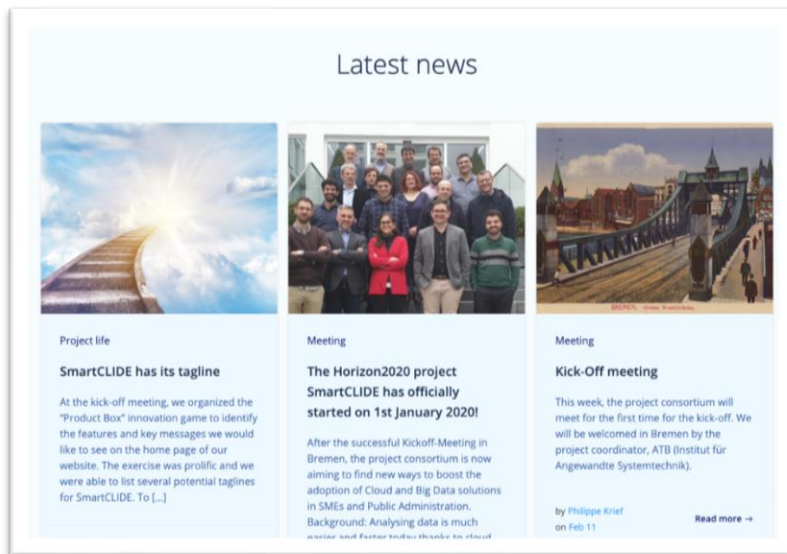 Latest news
Project life
SmartCLIDE has its tagline
At the kick-off meeting, we organized the
"Product Box" innovation game to identify
the features and key messages we would
like to see on the home page of our
website. The exercise was prolific and we
were able to list several potential taglines
for SmartCLIDE. To [...]
Meeting
The Horizon2020 project
SmartCLIDE has officially
started on 1st January 2020!
After the successful Kickoff-Meeting in
Bremen, the project consortium is now
aiming to find new ways to boost the
adoption of Cloud and Big Data solutions
in SMEs and Public Administration.
Background: Analysing data is much
easier and faster today thanks to cloud
BREMEN.
Meeting
Kick-Off meeting
This week, the project consortium will
meet for the first time for the kick-off. We
will be welcomed in Bremen by the
project coordinator, ATB (Institut für
Angewandte Systemtechnik).
by Philippe Krief
on Feb 11
Read more →